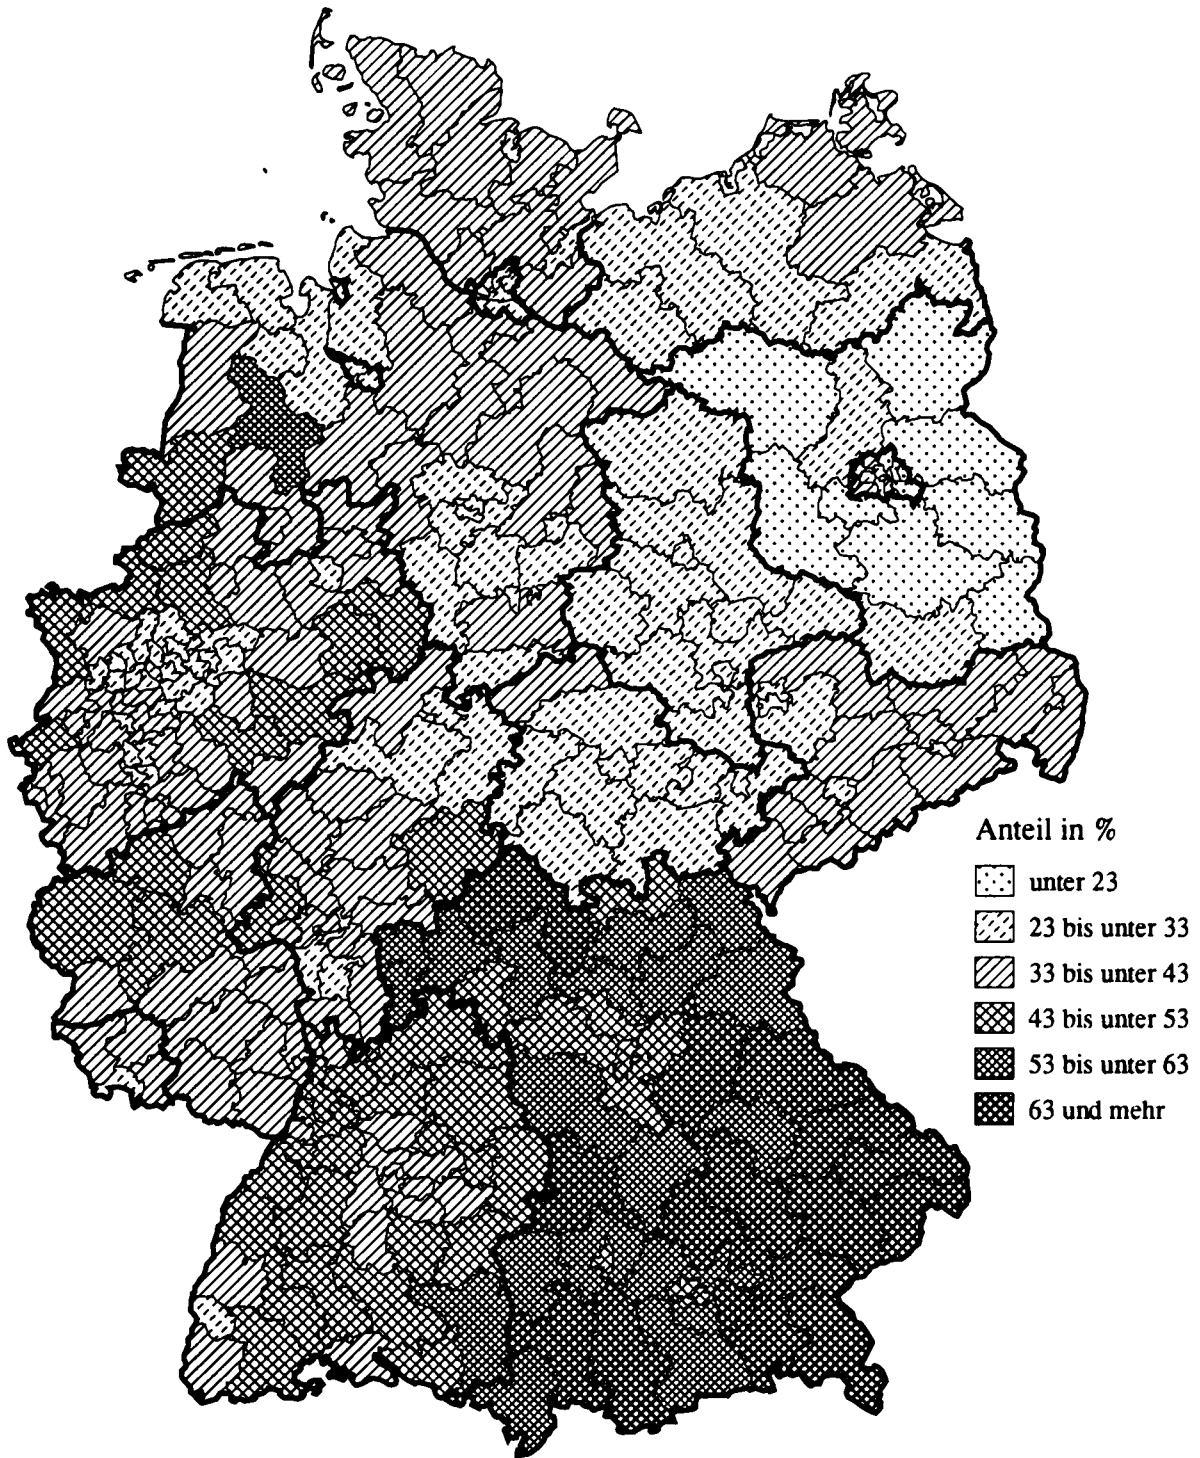 Anteil in %
unter 23
23 bis unter 33
33 bis unter 43
43 bis unter 53
53 bis unter 63
63 und mehr